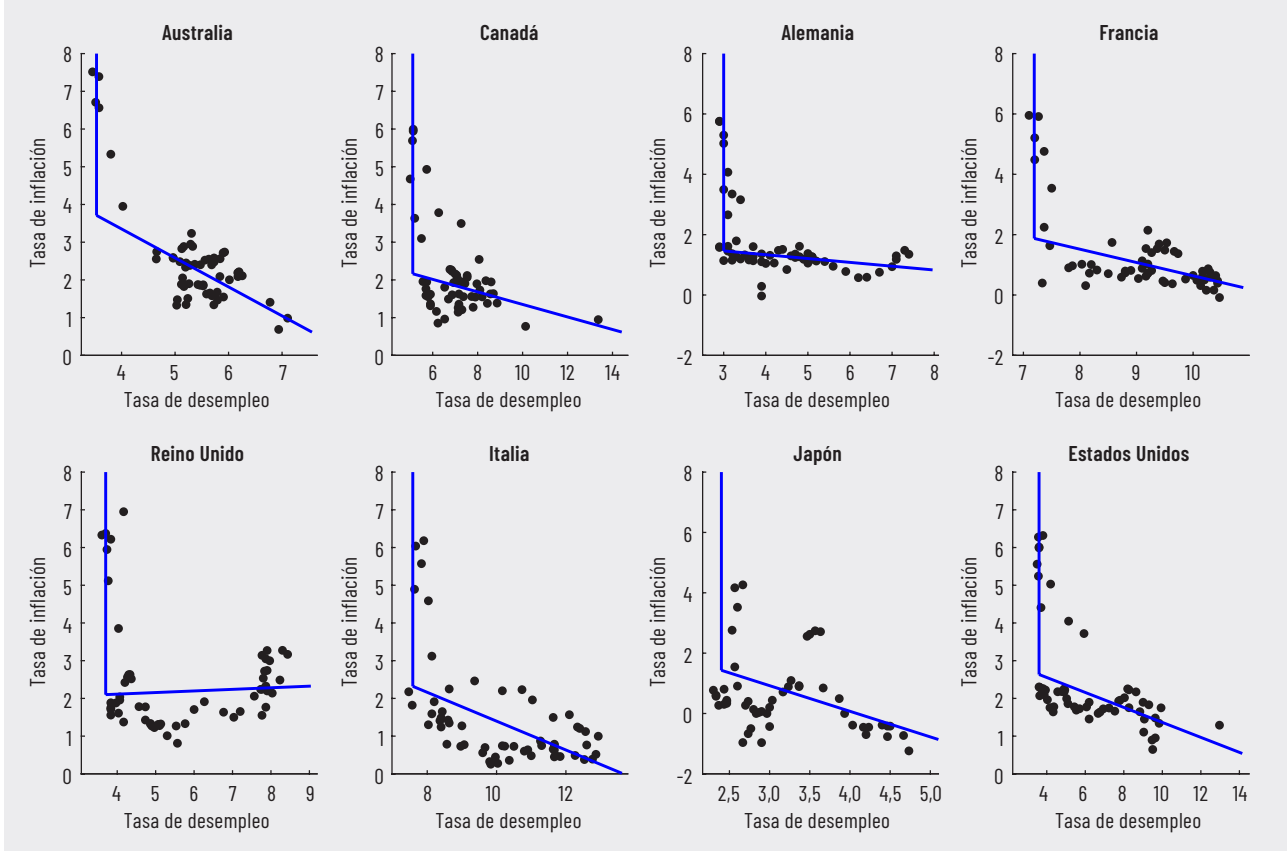 Australia
Tasa de inflación
8
7
6
5
4
3
2
1
0
4 5 6 7
Tasa de desempleo
Canadá
Tasa de inflación
8
7
6
5
4
3
2
1
0
6 8 10 12 14
Tasa de desempleo
Alemania
Tasa de inflación
8
6
4
2
0
-2
3 4 5 6 7 8
Tasa de desempleo
Francia
Tasa de inflación
8
6
4
2
0
-2
7 8 9 10
Tasa de desempleo
Reino Unido
Tasa de inflación
8
7
6
5
4
3
2
1
0
4 5 6 7 8 9
Tasa de desempleo
Italia
Tasa de inflación
8
7
6
5
4
3
2
1
0
8 10 12
Tasa de desempleo
Japón
Tasa de inflación
8
6
4
2
0
-2
2,5 3,0 3,5 4,0 4,5 5,0
Tasa de desempleo
Estados Unidos
Tasa de inflación
8
7
6
5
4
3
2
1
0
4 6 8 10 12 14
Tasa de desempleo